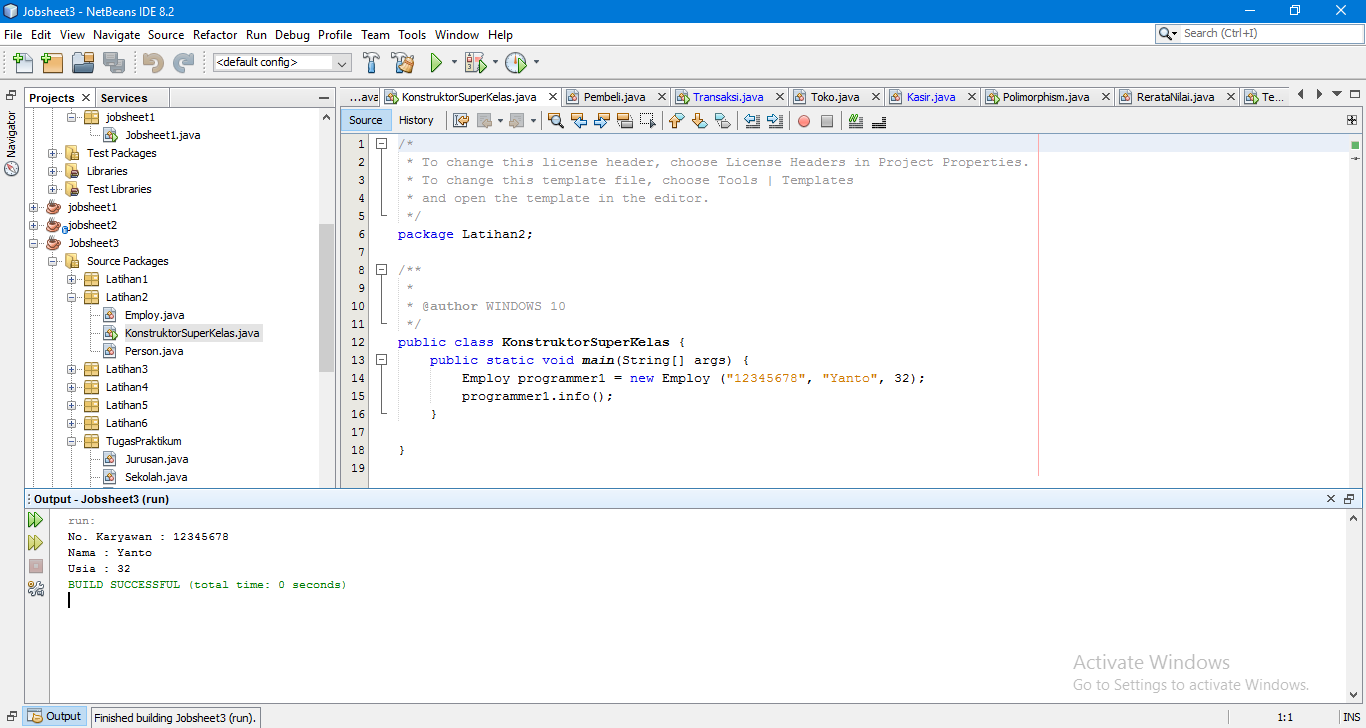 Jobsheet3 - NetBeans IDE 8.2
File Edit View Navigate Source Refactor Run Debug Profile Team Tools Window Help
Search (Ctrl+I)
<default config>
Projects Services
Navigator
jobsheet1
Jobsheet1.java
Test Packages
Libraries
Test Libraries
jobsheet1
jobsheet2
Jobsheet3
Source Packages
Latihan1
Latihan2
Employ.java
KonstruktorSuperKelas.java
Person.java
Latihan3
Latihan4
Latihan5
Latihan6
TugasPraktikum
Jurusan.java
Sekolah.java
...ava KonstruktorSuperKelas.java Pembeli.java Transaksi.java Toko.java Kasir.java Polimorphism.java RerataNilai.java Te...
Source History
1 /*
2 * To change this license header, choose License Headers in Project Properties.
3 * To change this template file, choose Tools | Templates
4 * and open the template in the editor.
5 */
6 package Latihan2;
7
8 /**
9 *
10 * @author WINDOWS 10
11 */
12 public class KonstruktorSuperKelas {
13 public static void main(String[] args) {
14 Employ programmer1 = new Employ ("12345678", "Yanto", 32);
15 programmer1.info();
16 }
17
18 }
19
Output - Jobsheet3 (run)
run:
No. Karyawan : 12345678
Nama : Yanto
Usia : 32
BUILD SUCCESSFUL (total time: 0 seconds)
Activate Windows
Go to Settings to activate Windows.
Output
Finished building Jobsheet3 (run).
1:1
INS